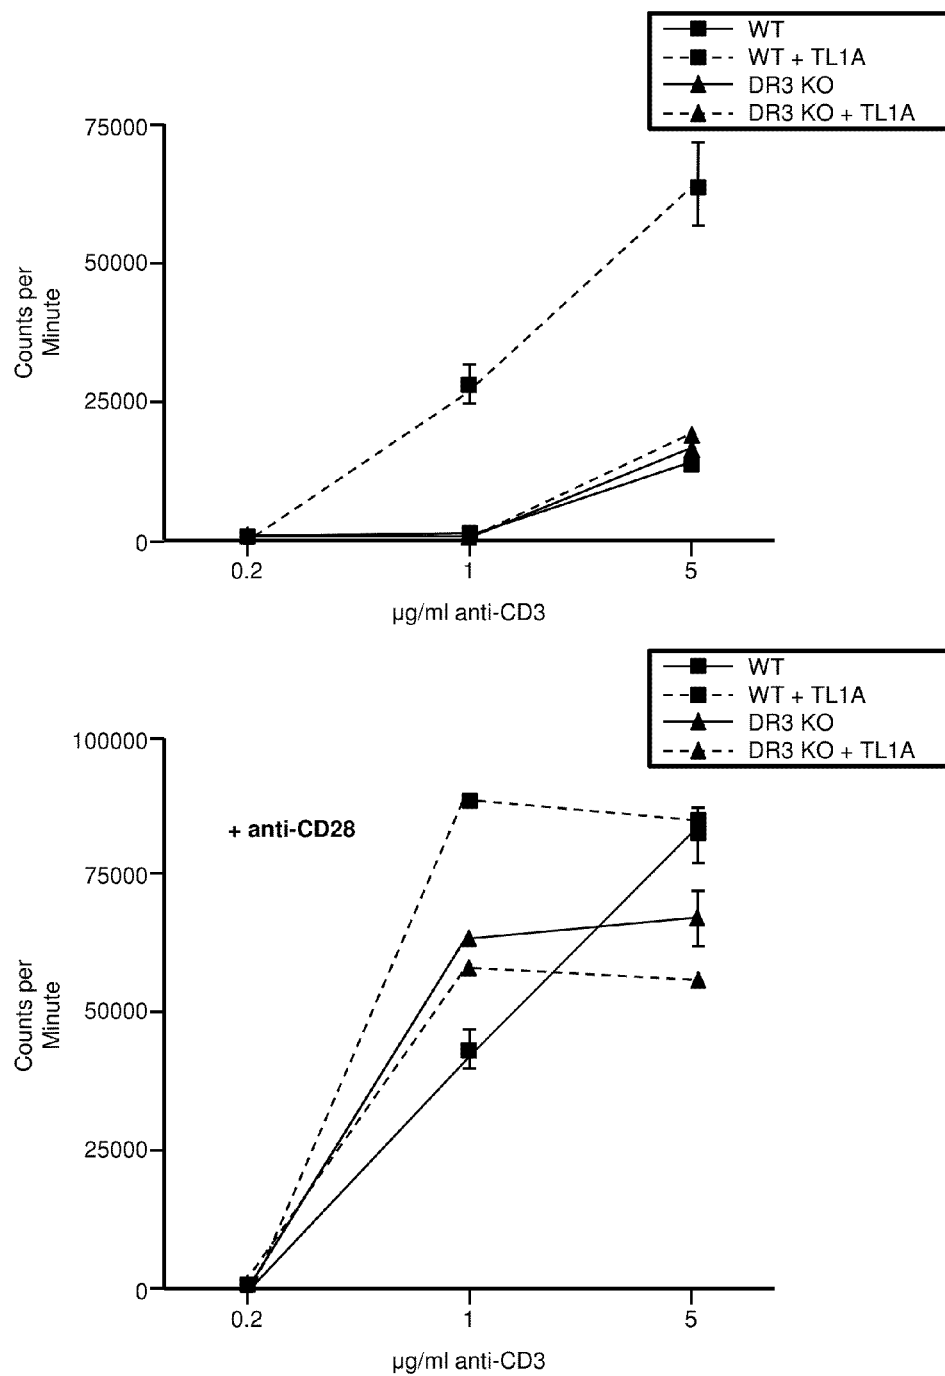 WT
WT + TL1A
DR3 KO
DR3 KO + TL1A
75000
50000
25000
0
Counts per
Minute
0.2
1
5
µg/ml anti-CD3
WT
WT + TL1A
DR3 KO
DR3 KO + TL1A
100000
+ anti-CD28
75000
50000
25000
0
Counts per
Minute
0.2
1
5
µg/ml anti-CD3